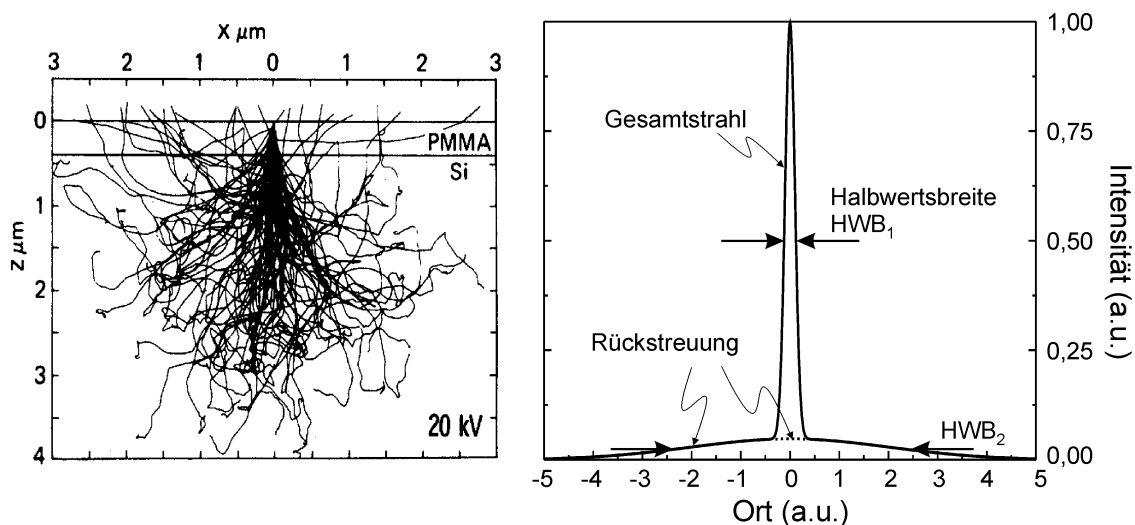 X µm
3 2 1 0 1 2 3
0
1
2
3
4
z µm
PMMA
Si
20 kV
Gesamtstrahl
Halbwertsbreite
HWB₁
Rückstreuung
HWB₂
1,00
0,75
0,50
0,25
0,00
Intensität (a.u.)
-5 -4 -3 -2 -1 0 1 2 3 4 5
Ort (a.u.)